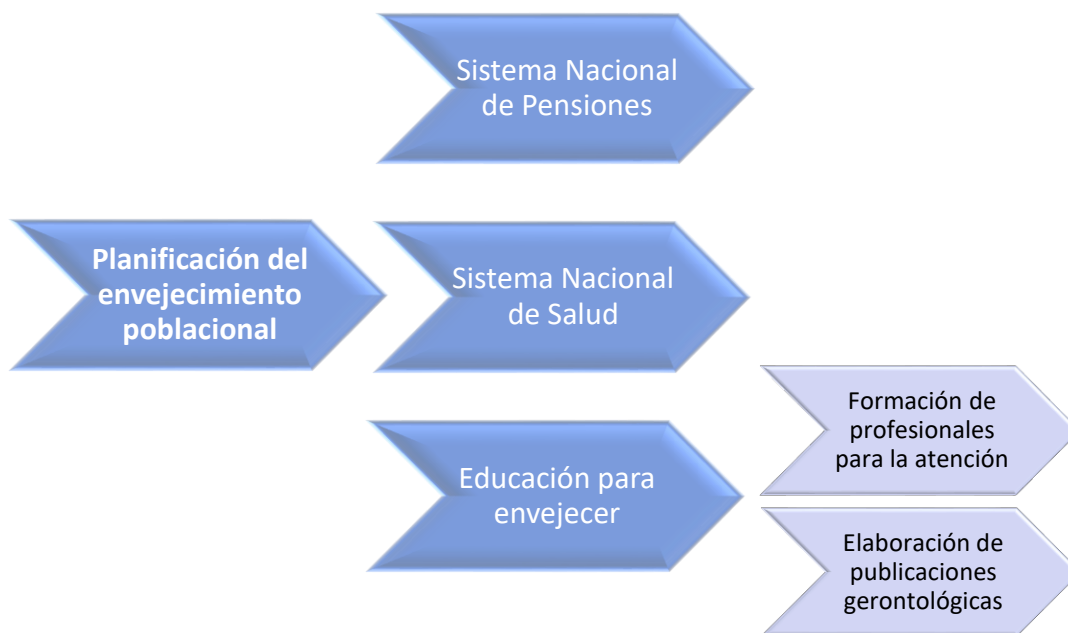 Sistema Nacional
de Pensiones
Planificación del
envejecimiento
poblacional
Sistema Nacional
de Salud
Educación para
envejecer
Formación de
profesionales
para la atención
Elaboración de
publicaciones
gerontológicas